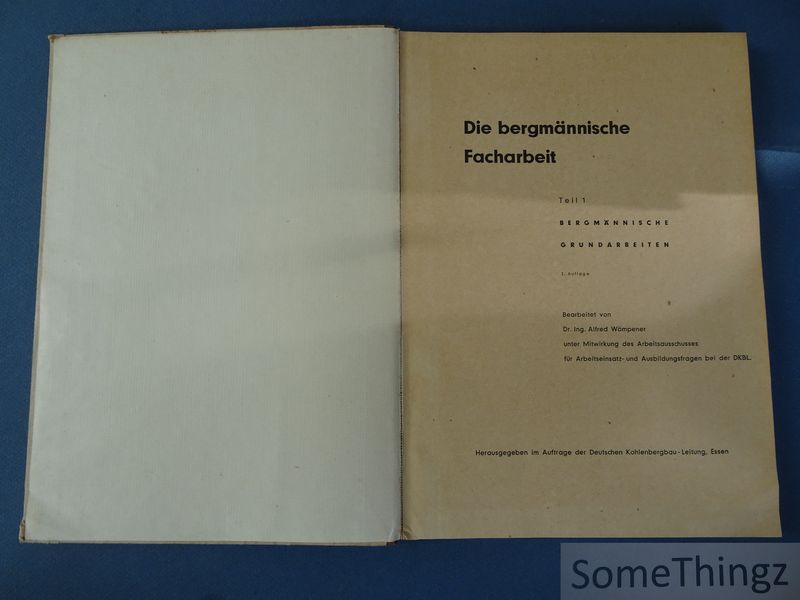 Die bergmännische
Facharbeit
Teil 1
BERGMÄNNISCHE
GRUNDARBEITEN
Auflage
Bearbeitet von
Dr. Ing. Alfred Wömpener
unter Mitwirkung des Arbeitsausschusses
für Arbeitseinsatz- und Ausbildungsfragen bei der DKBL.
Herausgegeben im Auftrage der Deutschen Kohlenbergbau-Leitung, Essen
SomeThingz